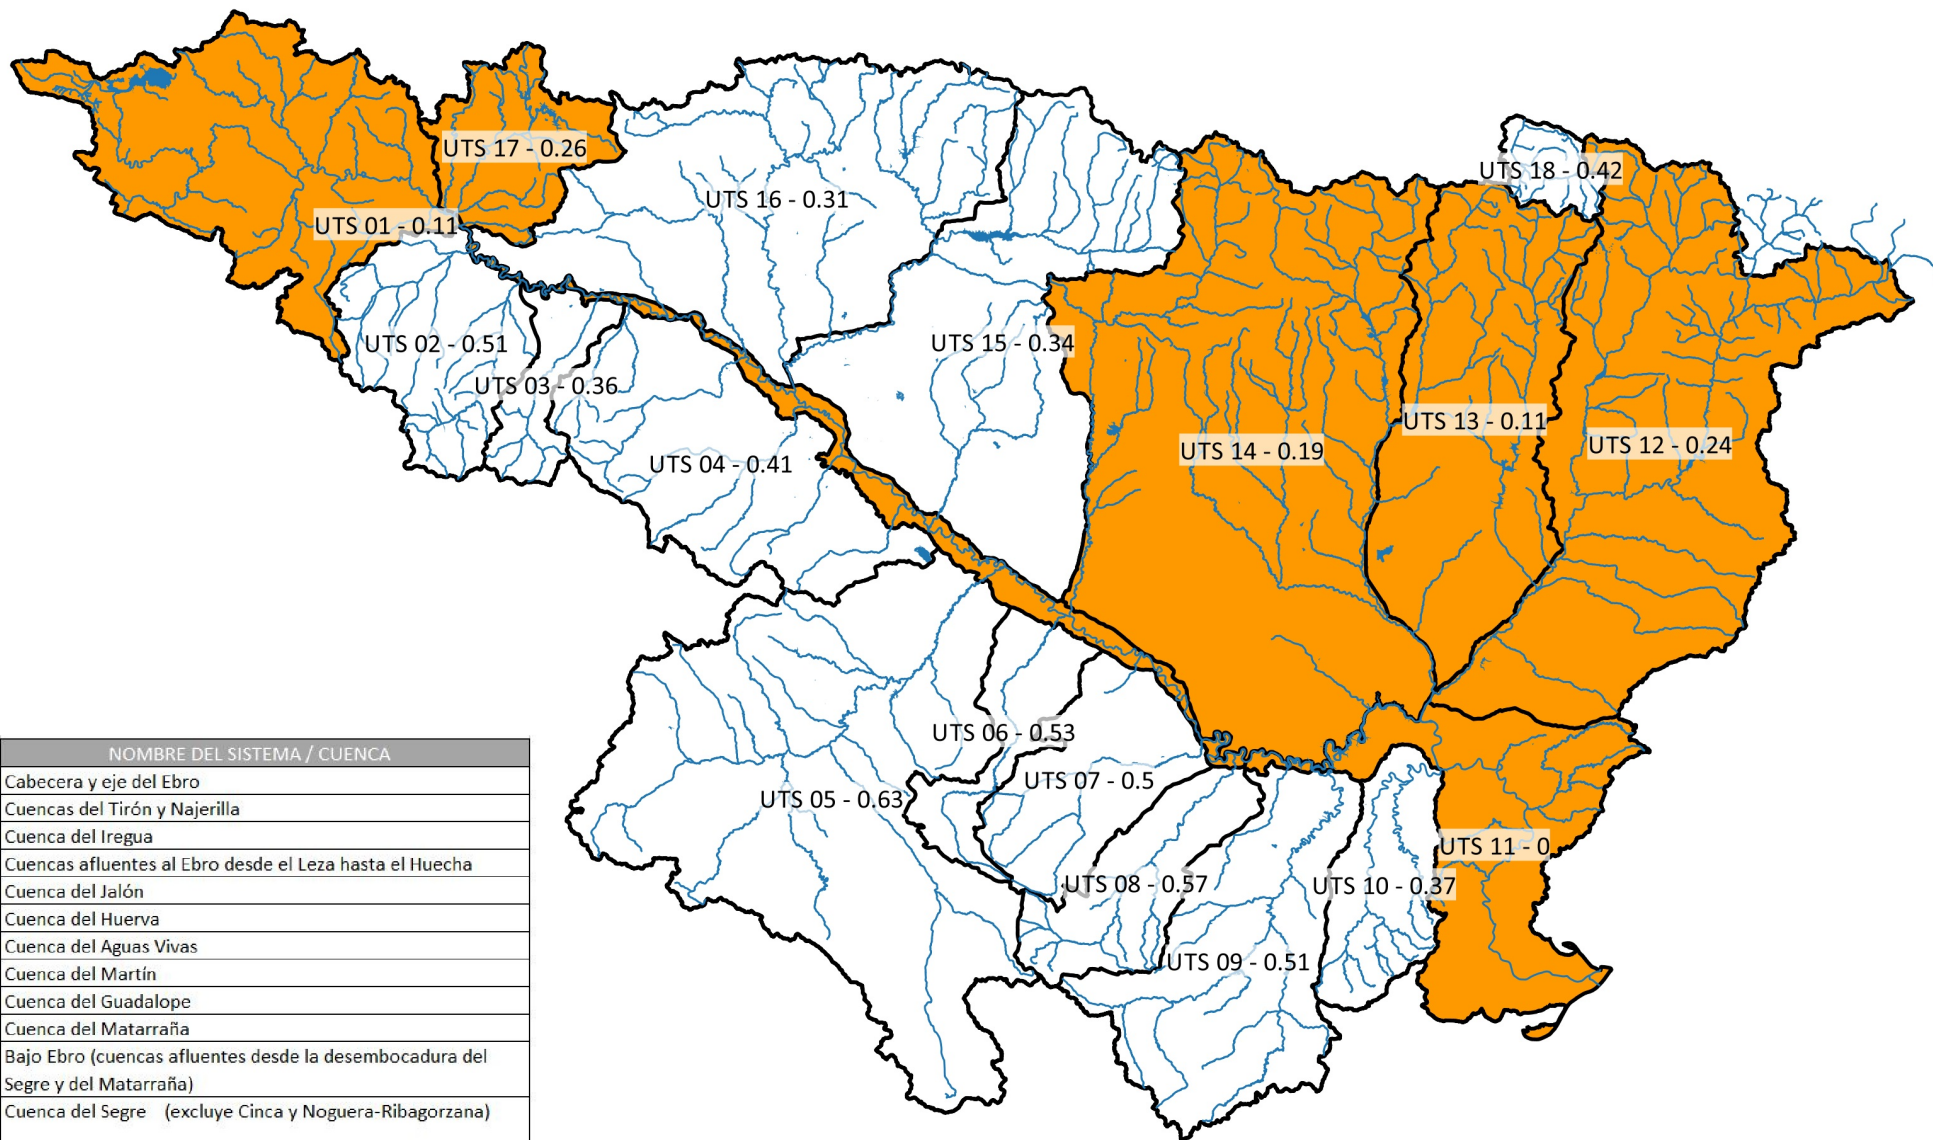 UTS 17 - 0.26
UTS 18 - 0.42
UTS 16 - 0.31
UTS 01 - 0.11
UTS 02 - 0.51
UTS 15 - 0.34
UTS 03 - 0.36
UTS 13 - 0.11
UTS 14 - 0.19
UTS 12 - 0.24
UTS 04 - 0.41
UTS 06 - 0.53
UTS 07 - 0.5
UTS 05 - 0.63
UTS 11 - 0
UTS 08 - 0.57
UTS 10 - 0.37
UTS 09 - 0.51
NOMBRE DEL SISTEMA / CUENCA
Cabecera y eje del Ebro
Cuencas del Tirón y Najerilla
Cuenca del Iregua
Cuencas afluentes al Ebro desde el Leza hasta el Huecha
Cuenca del Jalón
Cuenca del Huerva
Cuenca del Aguas Vivas
Cuenca del Martín
Cuenca del Guadalope
Cuenca del Matarraña
Bajo Ebro (cuencas afluentes desde la desembocadura del
Segre y del Matarraña)
Cuenca del Segre (excluye Cinca y Noguera-Ribagorzana)